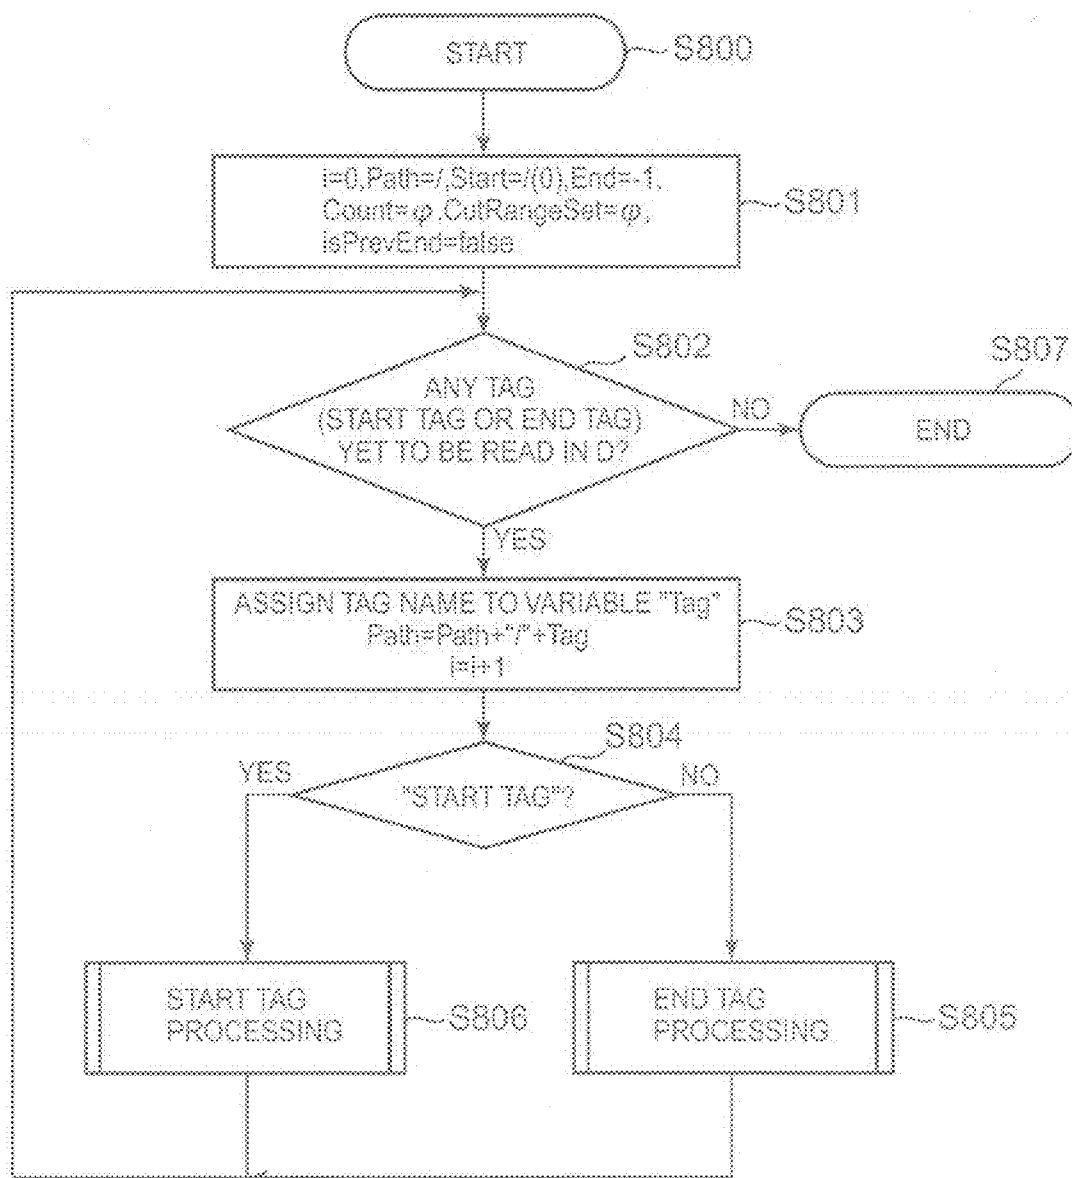 START
S800
i=0,Path=/,Start=/(0),End=-1,
Count=φ,CutRangeSet=φ,
isPrevEnd=false
S801
S802
ANY TAG
(START TAG OR END TAG)
YET TO BE READ IN D?
NO
S807
END
YES
ASSIGN TAG NAME TO VARIABLE "Tag"
Path=Path+"/"+Tag
i=i+1
S803
S804
YES
"START TAG"?
NO
START TAG
PROCESSING
S806
END TAG
PROCESSING
S805